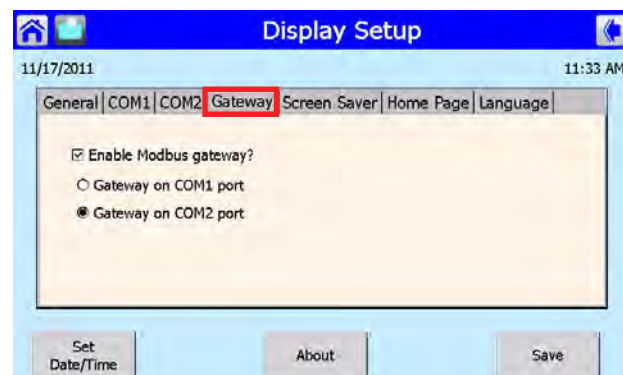 Display Setup
11/17/2011 11:33 AM
General COM1 COM2 Gateway Screen Saver Home Page Language
Enable Modbus gateway?
Gateway on COM1 port
Gateway on COM2 port
Set
Date/Time
About
Save